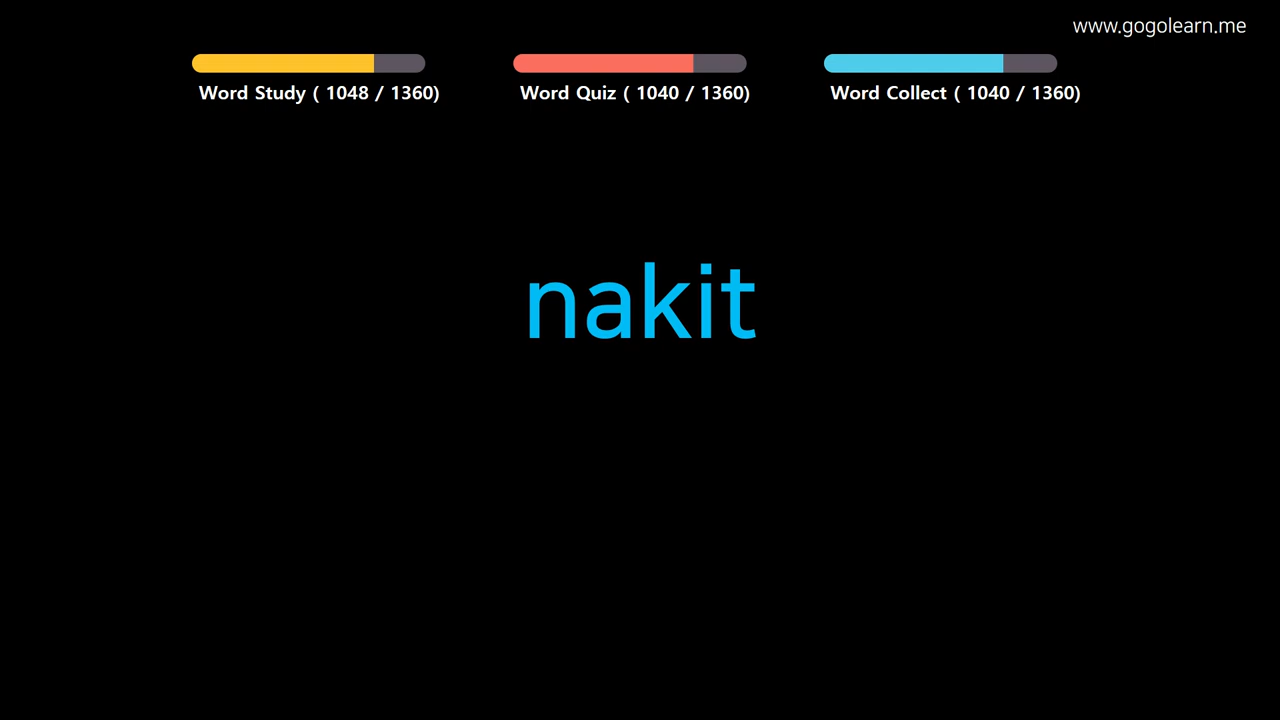 www.gogolearn.me
Word Study ( 1048 / 1360)
Word Quiz ( 1040 / 1360)
Word Collect ( 1040 / 1360)
nakit